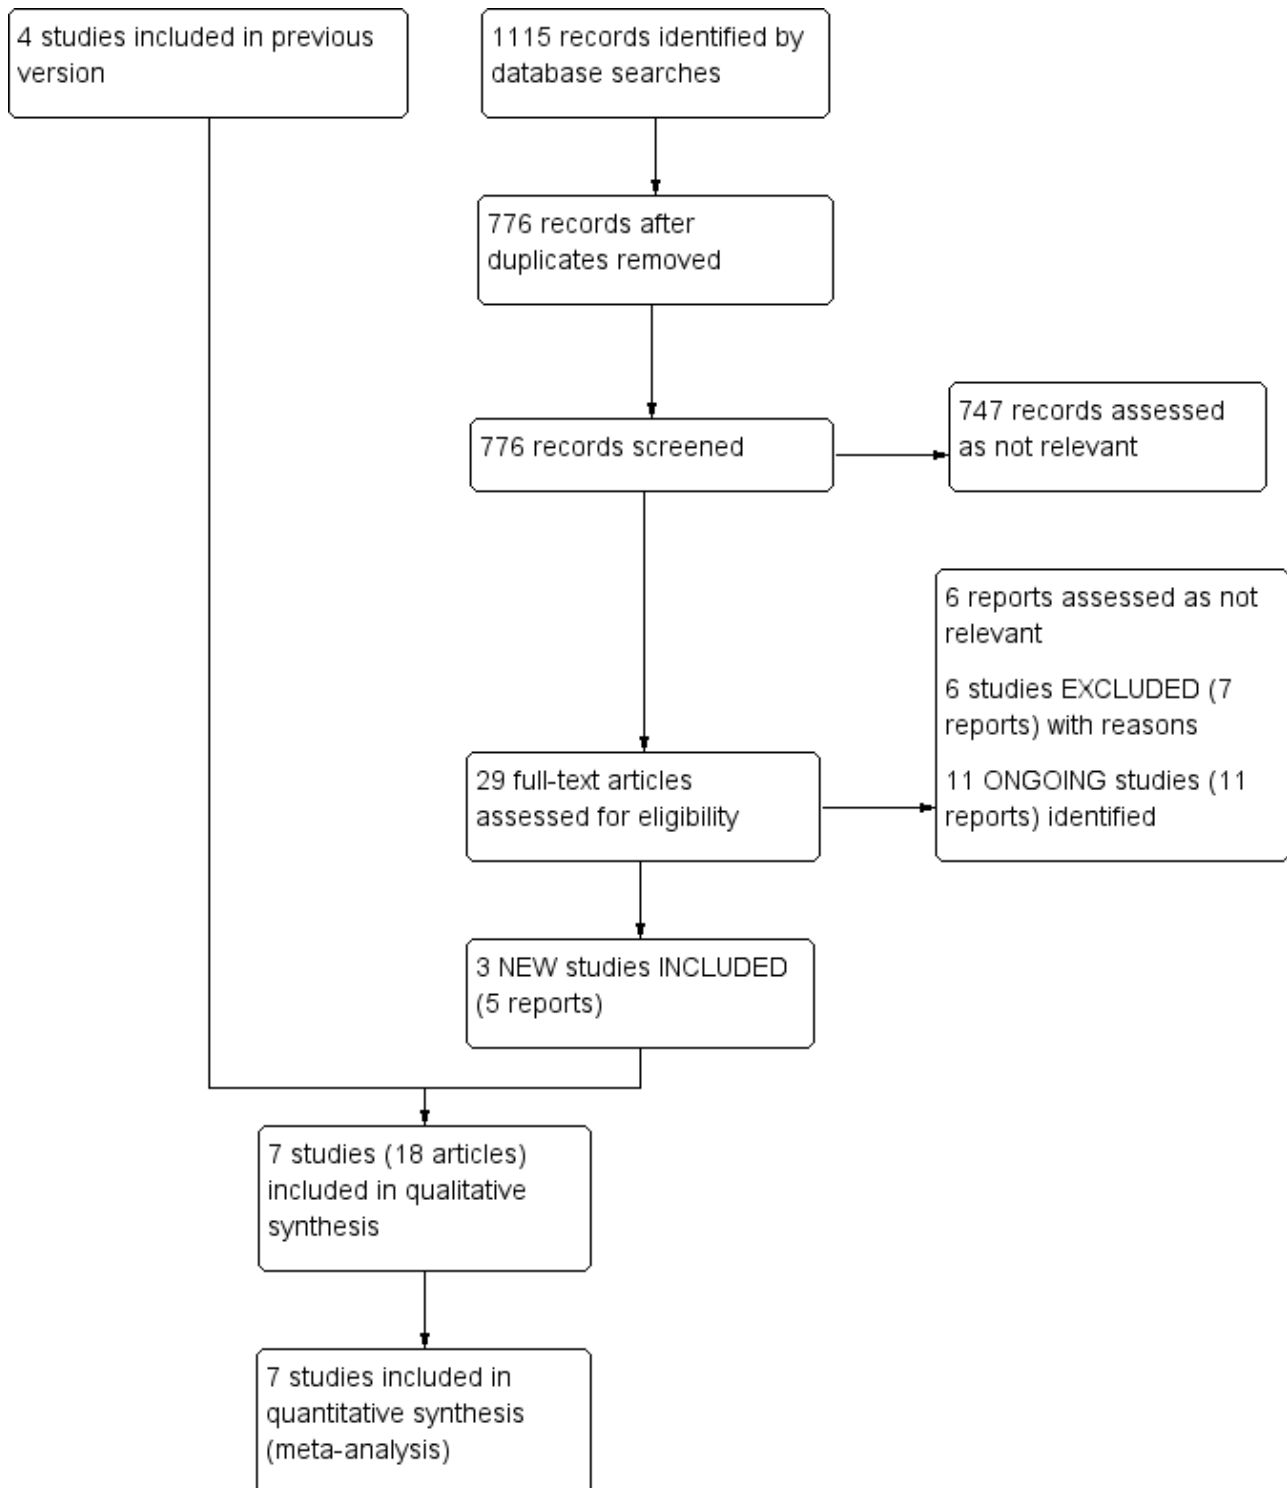 4 studies included in previous
version
1115 records identified by
database searches
776 records after
duplicates removed
776 records screened
747 records assessed
as not relevant
29 full-text articles
assessed for eligibility
6 reports assessed as not
relevant
6 studies EXCLUDED (7
reports) with reasons
11 ONGOING studies (11
reports) identified
3 NEW studies INCLUDED
(5 reports)
7 studies (18 articles)
included in qualitative
synthesis
7 studies included in
quantitative synthesis
(meta-analysis)